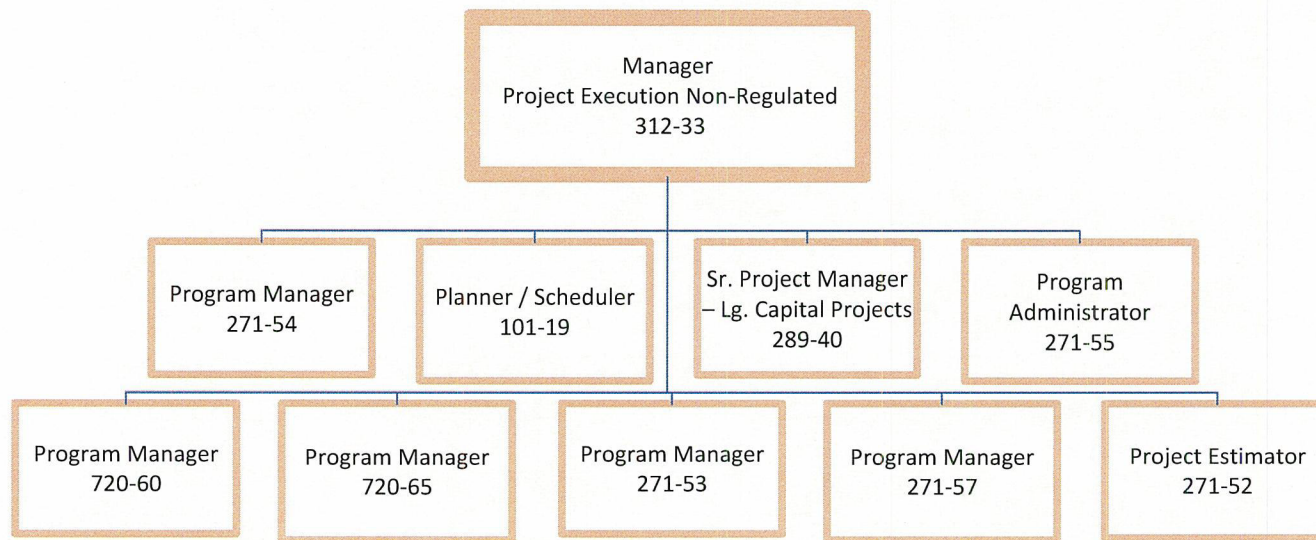 Manager
Project Execution Non-Regulated
312-33
Program Manager
271-54
Planner / Scheduler
101-19
Sr. Project Manager
– Lg. Capital Projects
289-40
Program
Administrator
271-55
Program Manager
720-60
Program Manager
720-65
Program Manager
271-53
Program Manager
271-57
Project Estimator
271-52